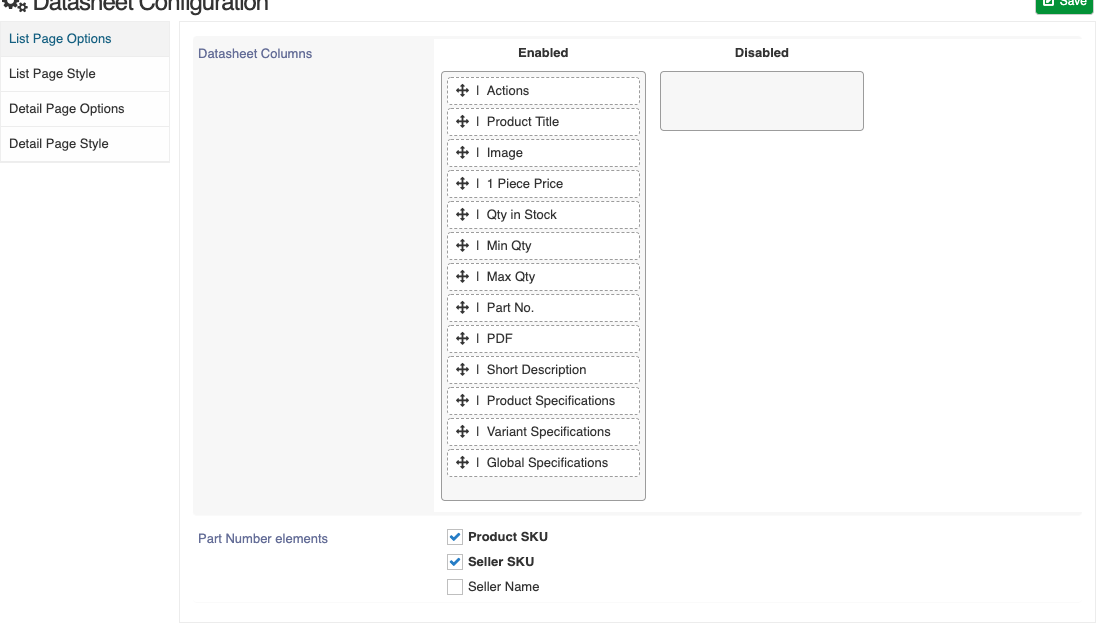 Datasheet Configuration
Save
List Page Options
List Page Style
Detail Page Options
Detail Page Style
Datasheet Columns
Enabled
Disabled
| Actions
| Product Title
| Image
| 1 Piece Price
| Qty in Stock
| Min Qty
| Max Qty
| Part No.
| PDF
| Short Description
| Product Specifications
| Variant Specifications
| Global Specifications
Part Number elements
Product SKU
Seller SKU
Seller Name